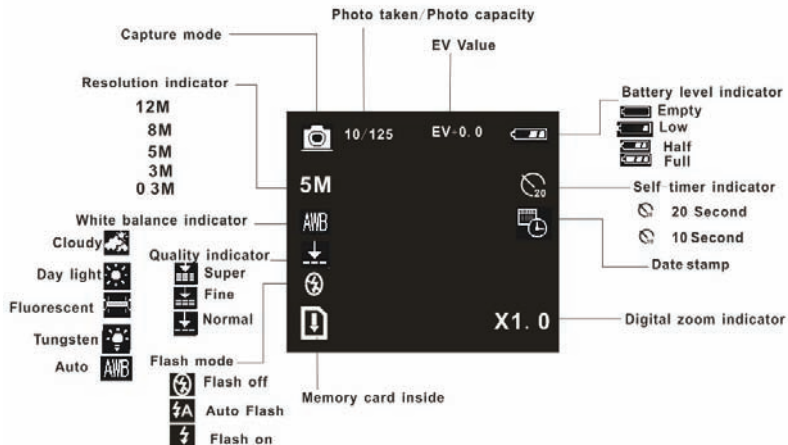 Photo taken/Photo capacity
Capture mode
EV Value
Resolution indicator
12M
8M
5M
3M
0 3M
Battery level indicator
Empty
Low
Half
Full
10/125
EV-0.0
5M
20
Self timer indicator
20 Second
10 Second
White balance indicator
Cloudy
Day light
Fluorescent
Tungsten
Auto AWB
AWB
Quality indicator
Super
Fine
Normal
Date stamp
X1.0
Digital zoom indicator
Flash mode
Flash off
A Auto Flash
Flash on
Memory card inside